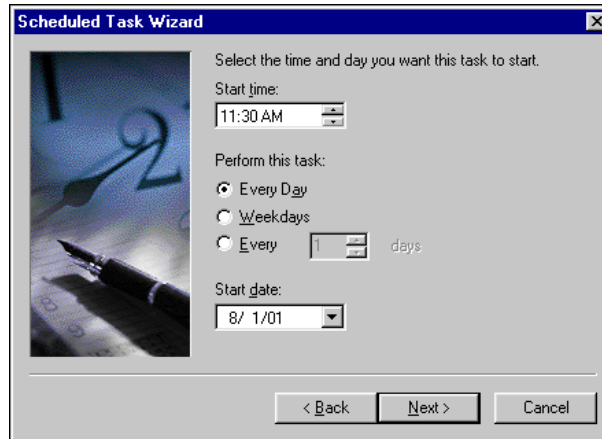 Scheduled Task Wizard
Select the time and day you want this task to start.
Start time:
11:30 AM
Perform this task:
Every Day
Weekdays
Every 1 days
Start date:
8/ 1/01
< Back Next > Cancel